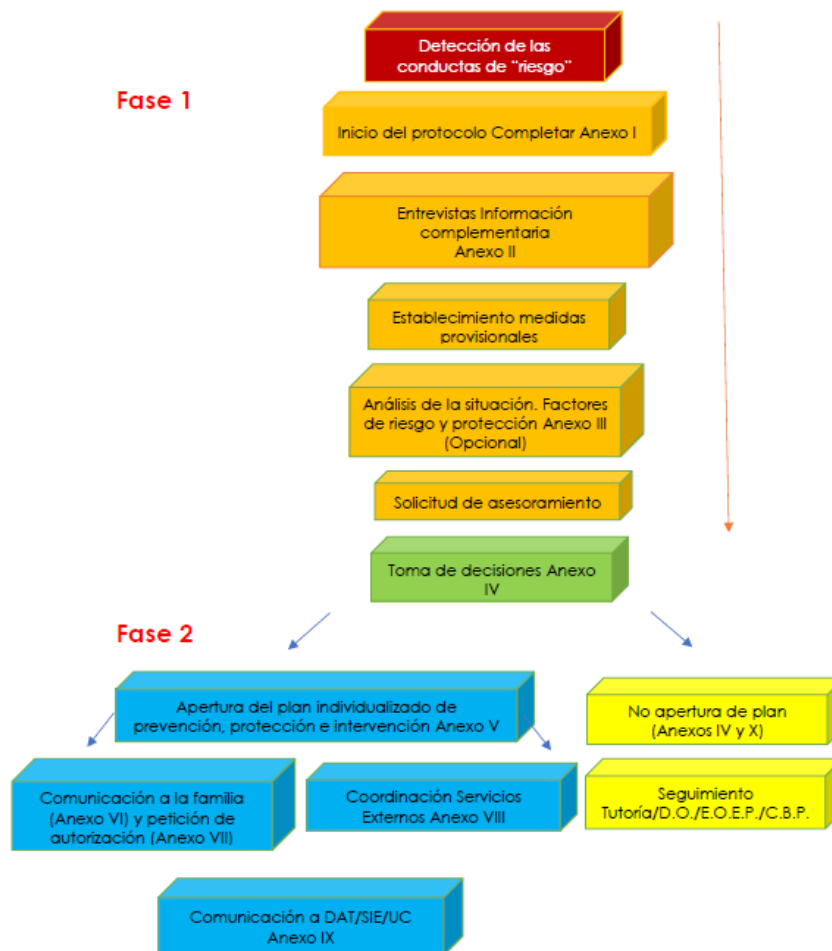 Detección de las
conductas de "riesgo"
Fase 1
Inicio del protocolo Completar Anexo I
Entrevistas Información
complementaria
Anexo II
Establecimiento medidas
provisionales
Análisis de la situación. Factores
de riesgo y protección Anexo III
(Opcional)
Solicitud de asesoramiento
Toma de decisiones Anexo
IV
Fase 2
Apertura del plan individualizado de
prevención, protección e intervención Anexo V
No apertura de plan
(Anexos IV y X)
Comunicación a la familia
(Anexo VI) y petición de
autorización (Anexo VII)
Coordinación Servicios
Externos Anexo VIII
Seguimiento
Tutoría/D.O./E.O.E.P./C.B.P.
Comunicación a DAT/SIE/UC
Anexo IX